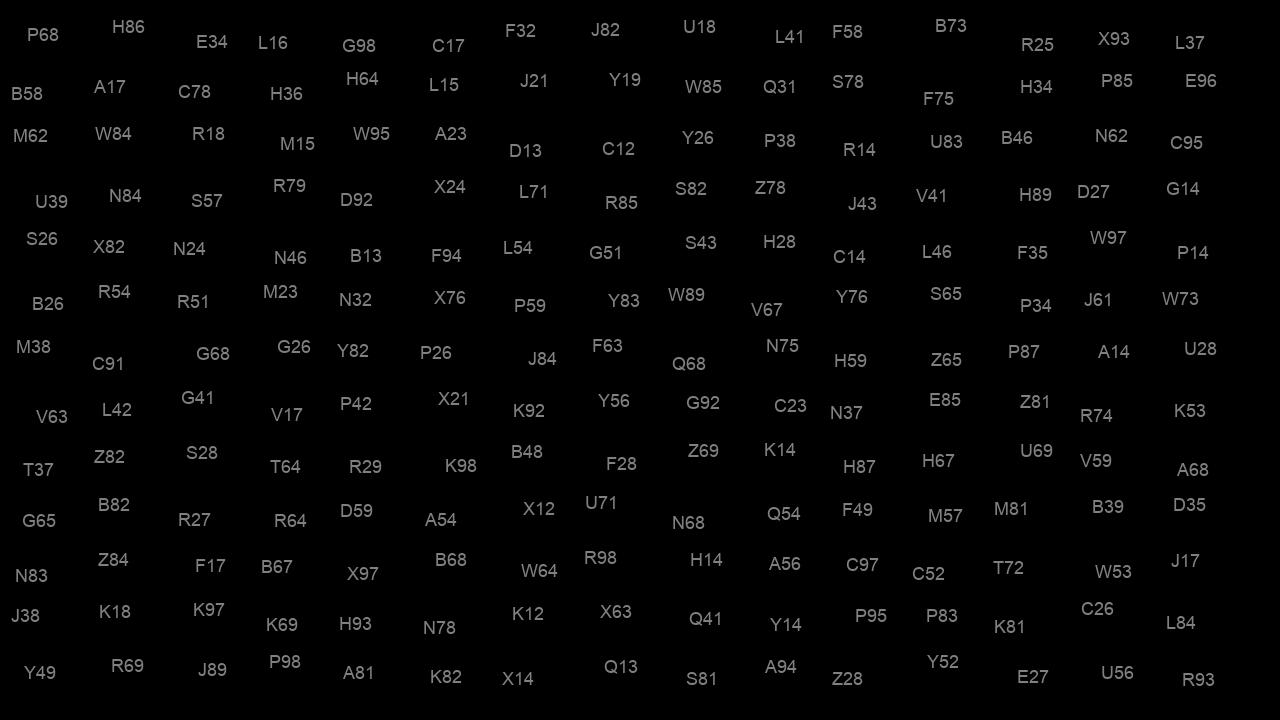 P68 H86 E34 L16 G98 C17 F32 J82 U18 L41 F58 B73 R25 X93 L37
B58 A17 C78 H36 H64 L15 J21 Y19 W85 Q31 S78 F75 H34 P85 E96
M62 W84 R18 M15 W95 A23 D13 C12 Y26 P38 R14 U83 B46 N62 C95
U39 N84 S57 R79 D92 X24 L71 R85 S82 Z78 J43 V41 H89 D27 G14
S26 X82 N24 N46 B13 F94 L54 G51 S43 H28 C14 L46 F35 W97 P14
B26 R54 R51 M23 N32 X76 P59 Y83 W89 V67 Y76 S65 P34 J61 W73
M38 C91 G68 G26 Y82 P26 J84 F63 Q68 N75 H59 Z65 P87 A14 U28
V63 L42 G41 V17 P42 X21 K92 Y56 G92 C23 N37 E85 Z81 R74 K53
T37 Z82 S28 T64 R29 K98 B48 F28 Z69 K14 H87 H67 U69 V59 A68
G65 B82 R27 R64 D59 A54 X12 U71 N68 Q54 F49 M57 M81 B39 D35
N83 Z84 F17 B67 X97 B68 W64 R98 H14 A56 C97 C52 T72 W53 J17
J38 K18 K97 K69 H93 N78 K12 X63 Q41 Y14 P95 P83 K81 C26 L84
Y49 R69 J89 P98 A81 K82 X14 Q13 S81 A94 Z28 Y52 E27 U56 R93